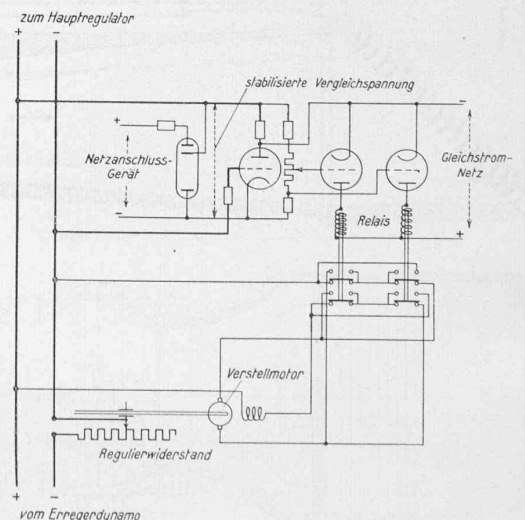 zum Hauptregulator
+ −
stabilisierte Vergleichspannung
+
−
Netzanschluss-
Gerät
Gleichstrom-
Netz
−
Relais
+
Verstellmotor
Regulierwiderstand
+ −
vom Erregerdynamo